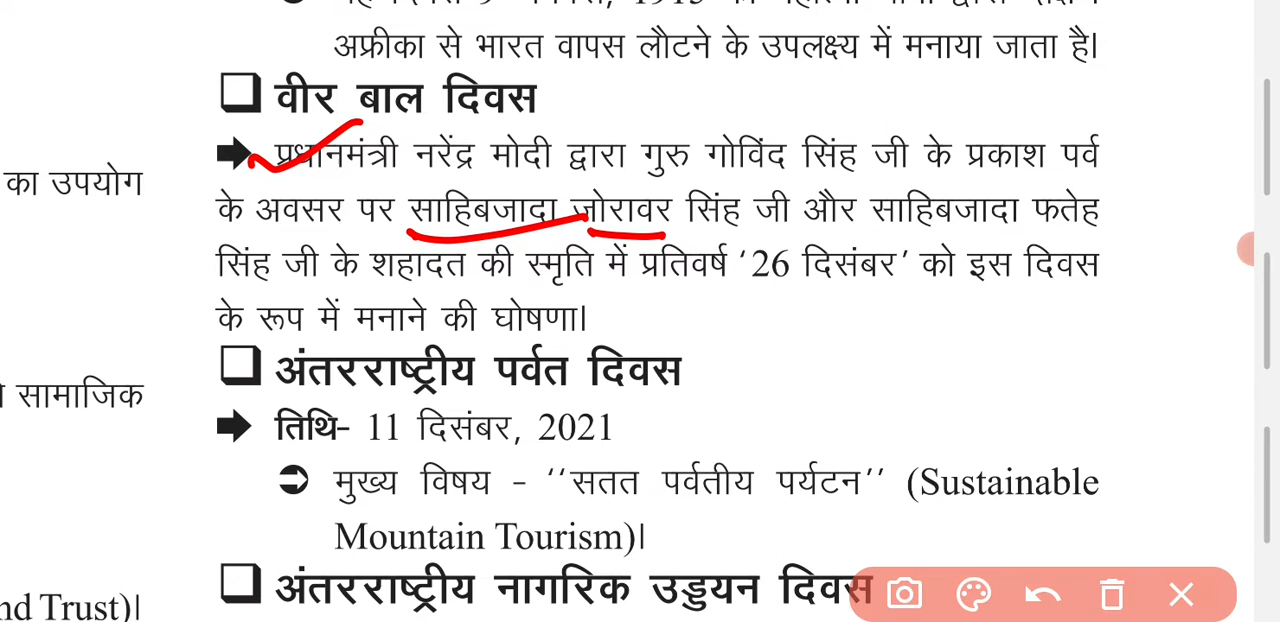 अफ्रीका से भारत वापस लौटने के उपलक्ष्य में मनाया जाता है।
वीर बाल दिवस
प्रधानमंत्री नरेंद्र मोदी द्वारा गुरु गोविंद सिंह जी के प्रकाश पर्व
का उपयोग
के अवसर पर साहिबजादा जोरावर सिंह जी और साहिबजादा फतेह
सिंह जी के शहादत की स्मृति में प्रतिवर्ष ‘26 दिसंबर’ को इस दिवस
के रूप में मनाने की घोषणा।
अंतरराष्ट्रीय पर्वत दिवस
सामाजिक
तिथि- 11 दिसंबर, 2021
मुख्य विषय - ‘‘सतत पर्वतीय पर्यटन’’ (Sustainable
Mountain Tourism)।
अंतरराष्ट्रीय नागरिक उड्डयन दिवस
nd Trust)।